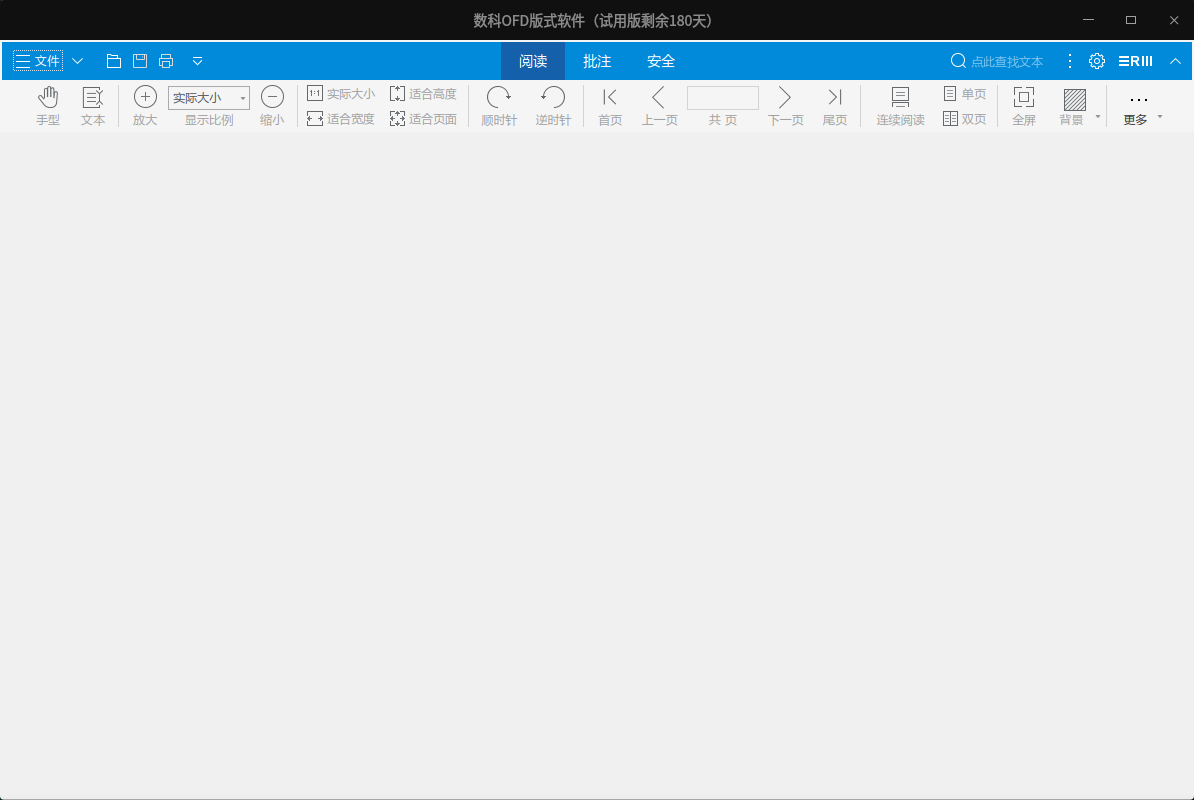 数科OFD版式软件（试用版剩余180天）
文件 阅读 批注 安全 点此查找文本
实际大小 1:1 实际大小 适合高度 单页
手型 文本 放大 显示比例 缩小 适合宽度 适合页面 顺时针 逆时针 首页 上一页 共 页 下一页 尾页 连续阅读 双页 全屏 背景 更多